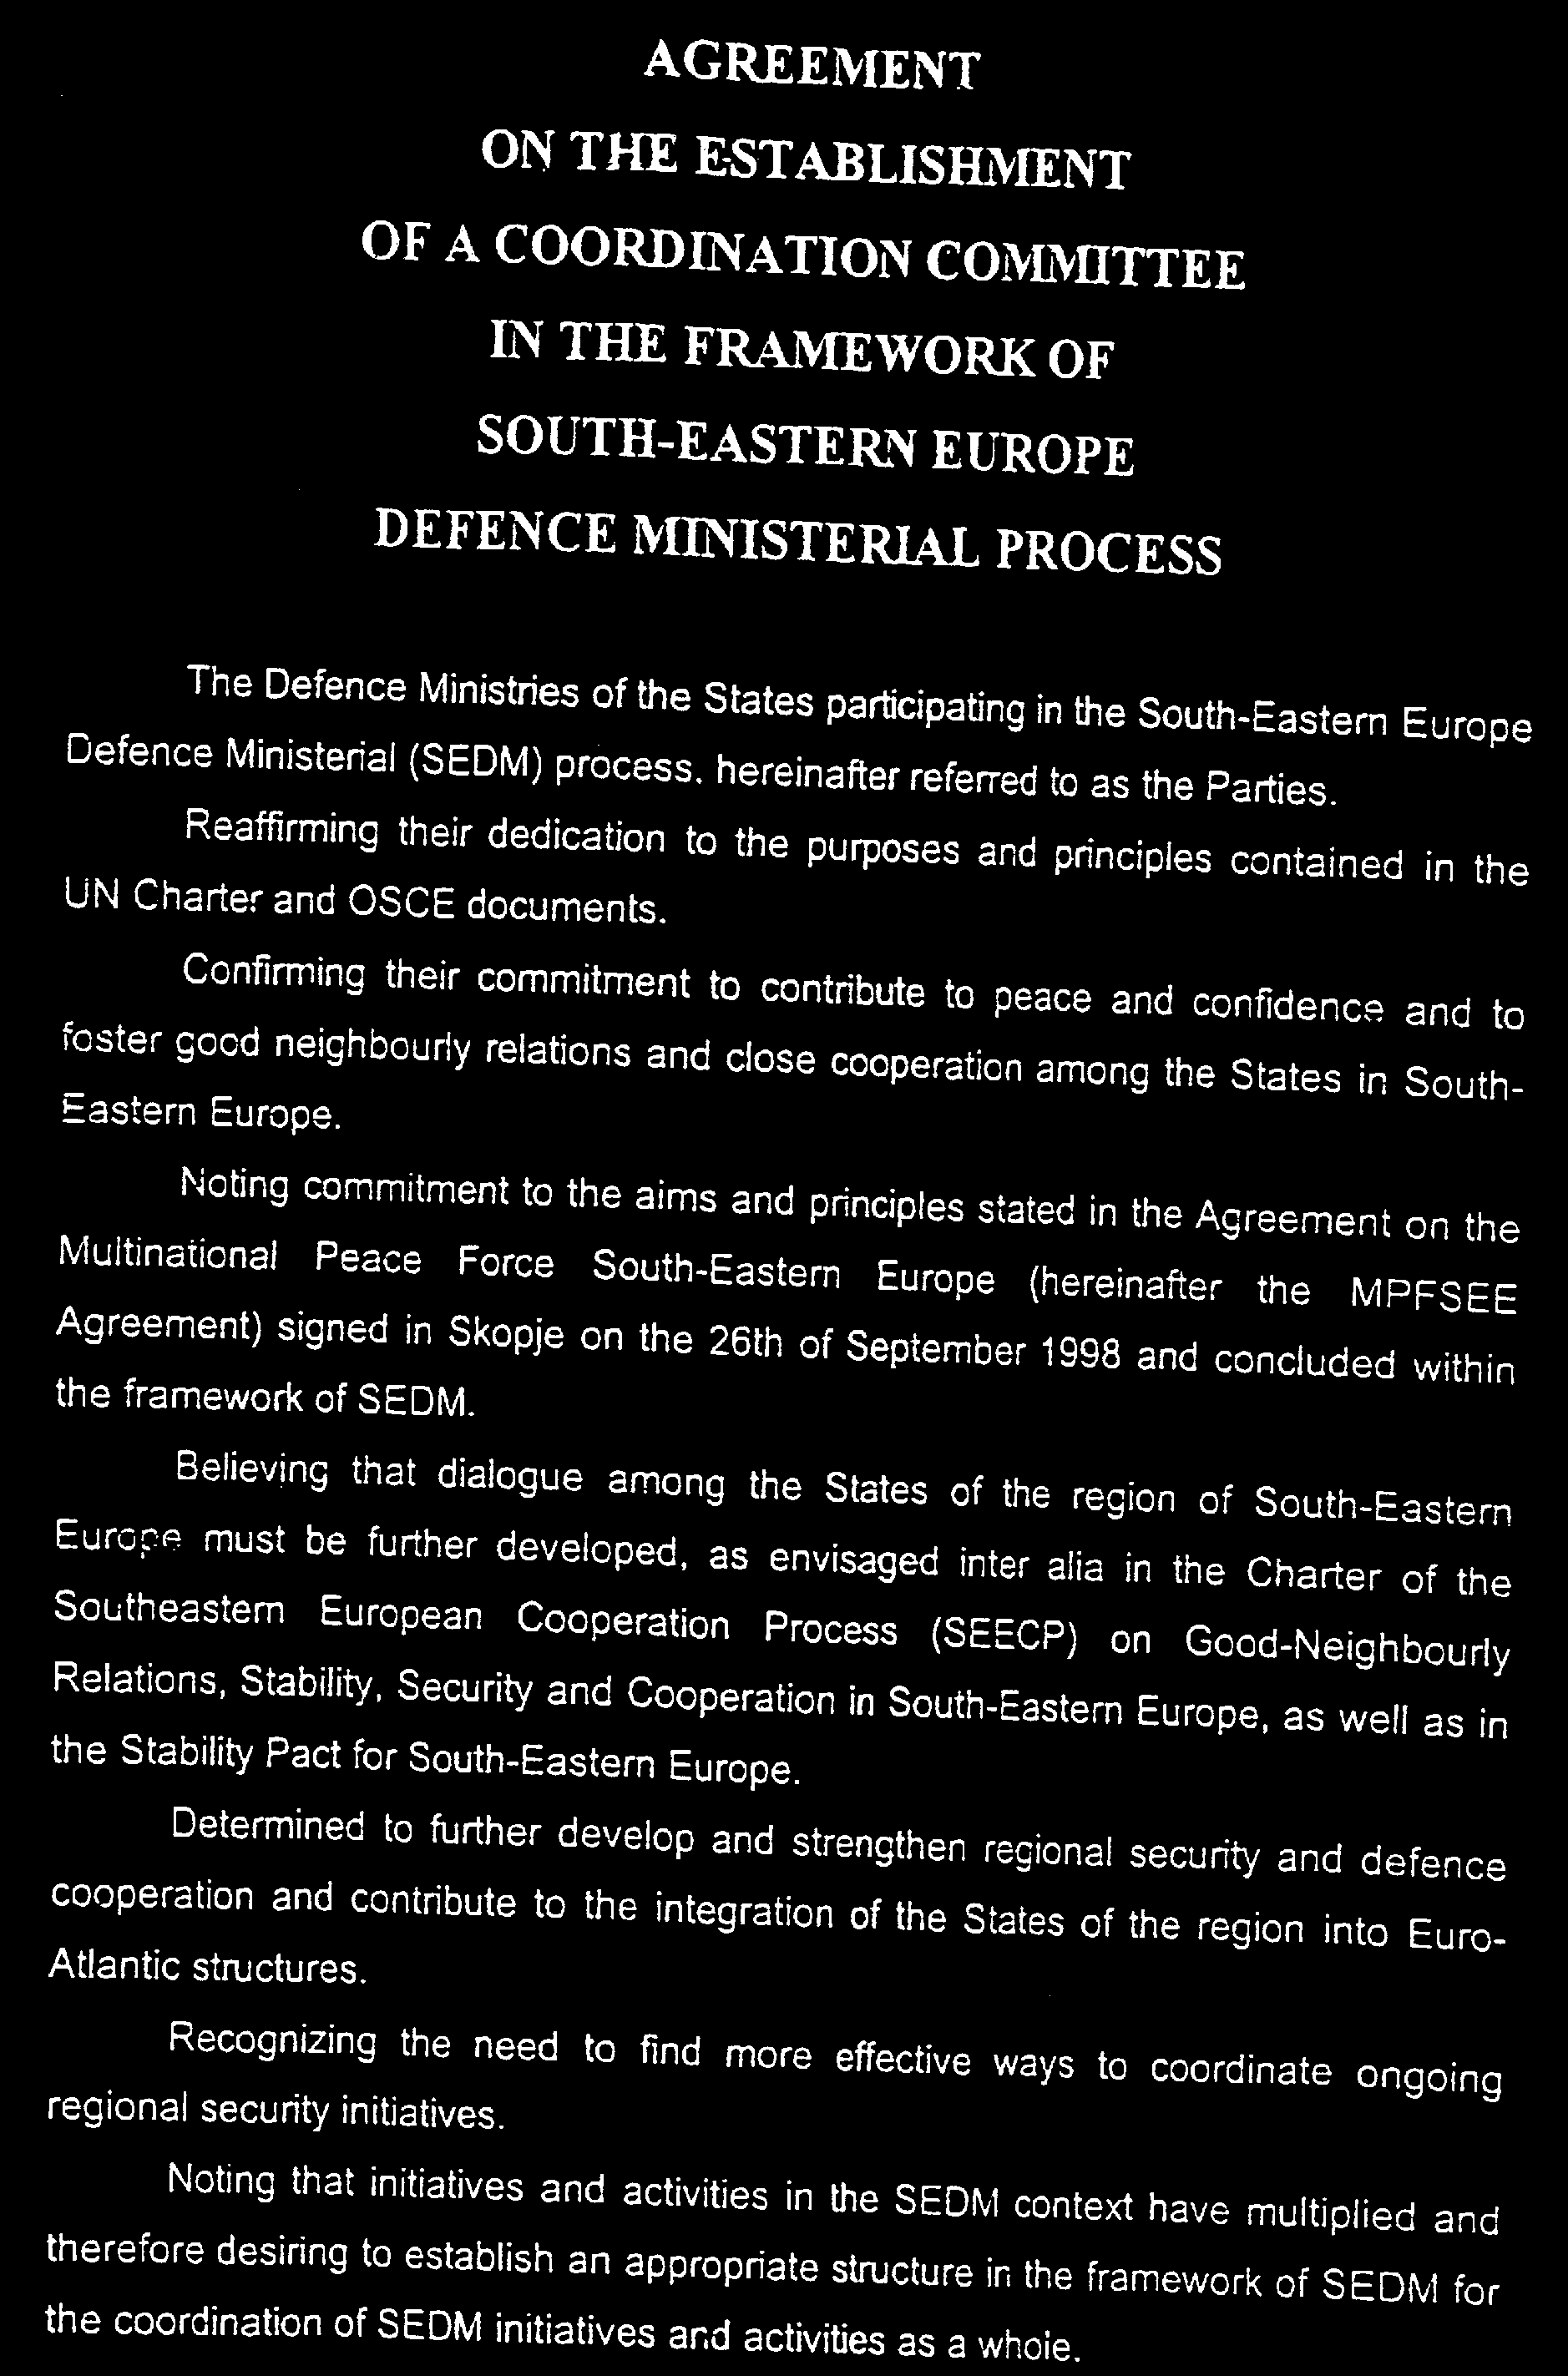 AGREEMENT
ON THE ESTABLISHMENT
OF A COORDINATION COMMITTEE
IN THE FRAMEWORK OF
SOUTH-EASTERN EUROPE
DEFENCE MINISTERIAL PROCESS
The Defence Ministries of the States participating in the South-Eastern Europe
Defence Ministerial (SEDM) process. hereinafter referred to as the Parties.
Reaffirming their dedication to the purposes and principles contained in the
UN Charter and OSCE documents.
Confirming their commitment to contribute to peace and confidence and to
foster good neighbourly relations and close cooperation among the States in South-
Eastern Europe.
Noting commitment to the aims and principles stated in the Agreement on the
Multinational Peace Force South-Eastern Europe (hereinafter the MPFSEE
Agreement) signed in Skopje on the 26th of September 1998 and concluded within
the framework of SEDM.
Believing that dialogue among the States of the region of South-Eastern
Europe must be further developed, as envisaged inter alia in the Charter of the
Southeastern European Cooperation Process (SEECP) on Good-Neighbourly
Relations, Stability, Security and Cooperation in South-Eastern Europe, as well as in
the Stability Pact for South-Eastern Europe.
Determined to further develop and strengthen regional security and defence
cooperation and contribute to the integration of the States of the region into Euro-
Atlantic structures.
Recognizing the need to find more effective ways to coordinate ongoing
regional security initiatives.
Noting that initiatives and activities in the SEDM context have multiplied and
therefore desiring to establish an appropriate structure in the framework of SEDM for
the coordination of SEDM initiatives and activities as a whole.